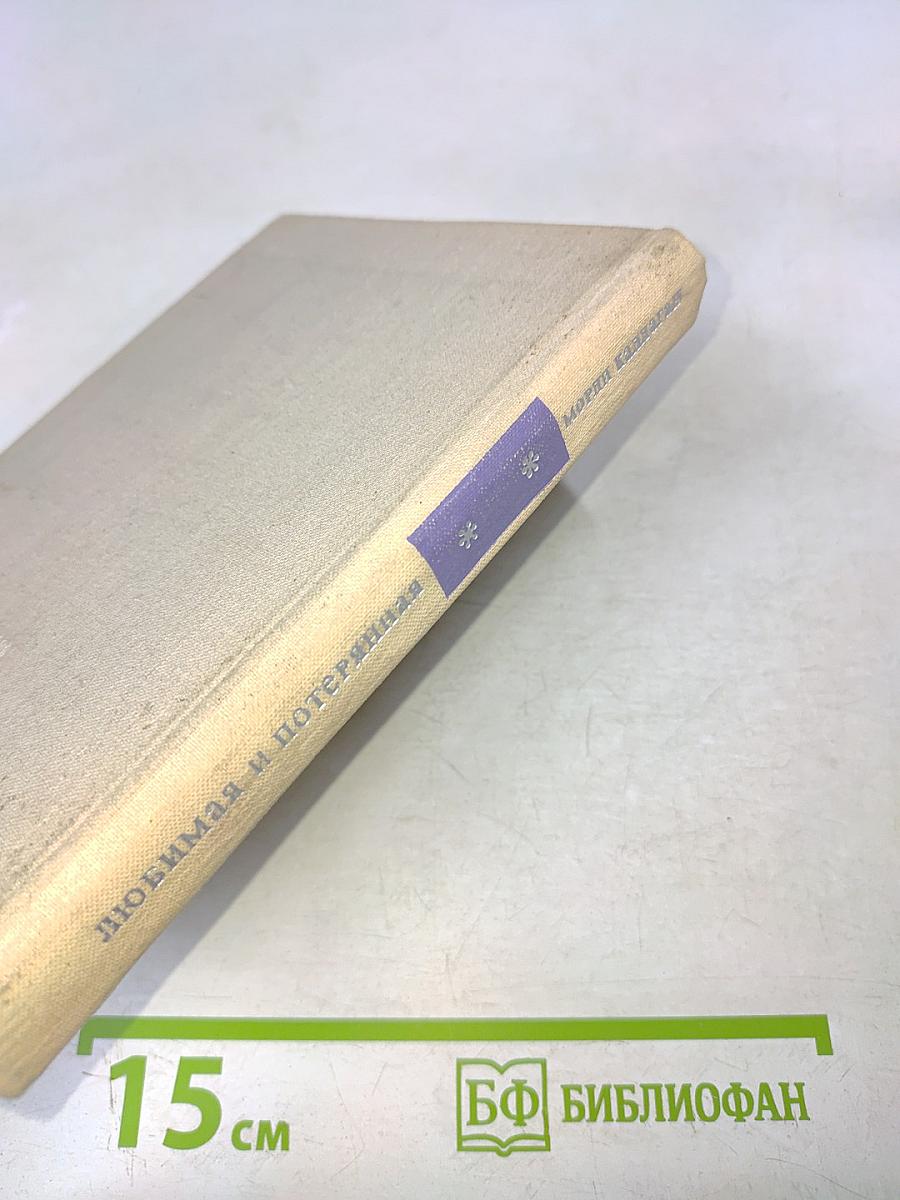 любимая и потерянная
* *
морли каллаган
15 см
БФ БИБЛИОФАН